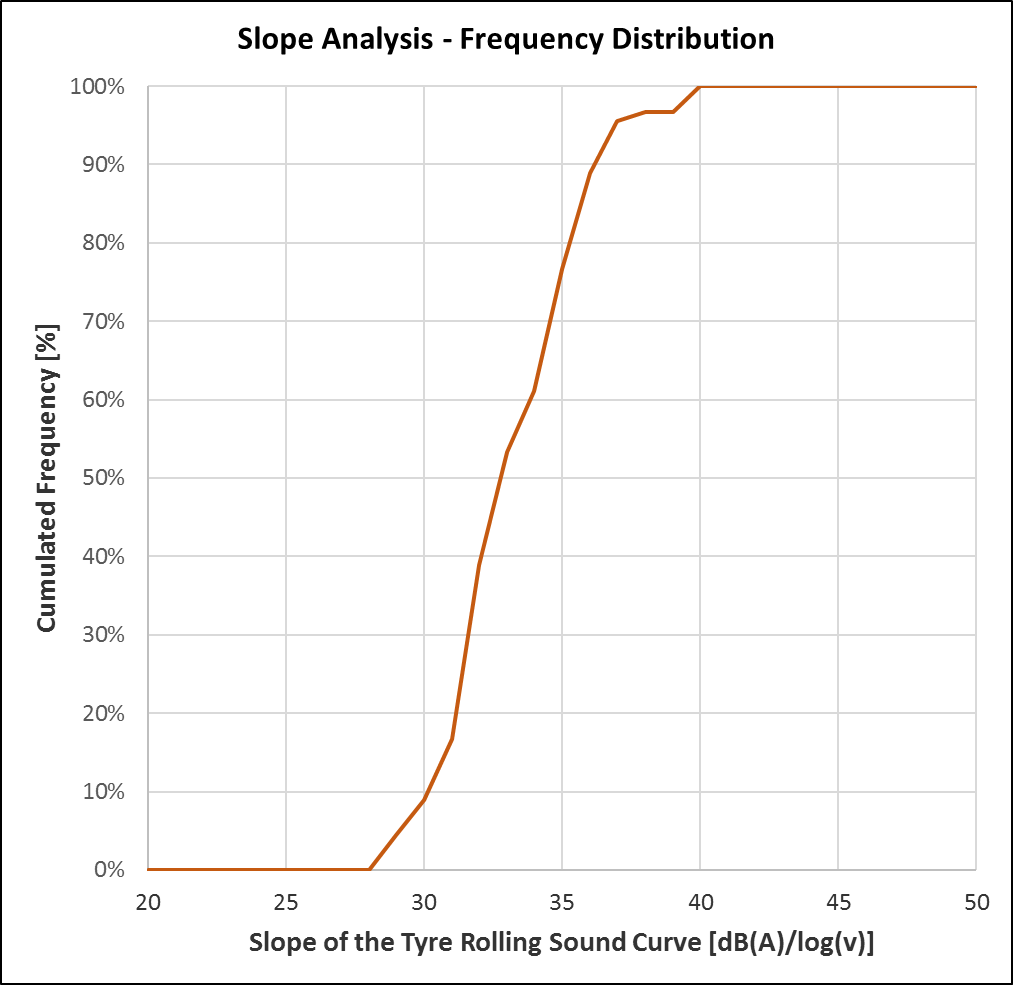 Slope Analysis - Frequency Distribution
100%
90%
80%
70%
60%
50%
40%
30%
20%
10%
0%
Cumulated Frequency [%]
20 25 30 35 40 45 50
Slope of the Tyre Rolling Sound Curve [dB(A)/log(v)]